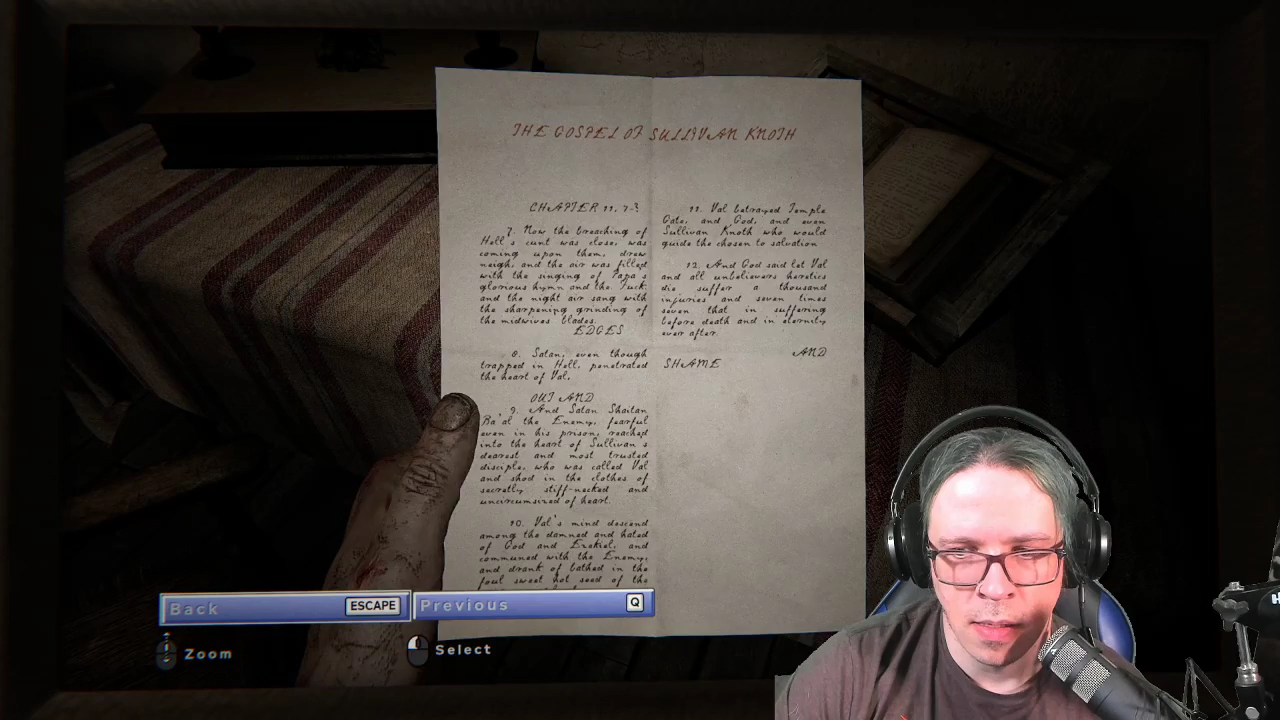 THE GOSPEL OF SULLIVAN KNOTH
CHAPTER 11, 7-
7. Now the breaching of
Hell's cunt was close, was
coming upon them, drew
neigh, and the air was filled
with the singing of Papa's
glorious hymn and the Fuck,
and the night air sang with
the sharpening grinding of
the midwives blades.
EDGES
8. Satan, even though
trapped in Hell, penetrated
the heart of Val.
OUT AND
9. And Satan Shaitan
Ba'al the Enemy, fearful
even in his prison, reached
into the heart of Sullivan's
dearest and most trusted
disciple, who was called Val
and shod in the clothes of
secretly stiff-necked and
uncircumsized of heart.
10. Val's mind descend
among the damned and hated
of God and Ezekiel, and
communed with the Enemy,
and drank of bathed in the
foul sweet hot seed of the
11. Val betrayed Temple
Gate, and God, and even
Sullivan Knoth who would
guide the chosen to salvation
12. And God said let Val
and all unbelievers heretics
die suffer a thousand
injuries and seven times
seven that in suffering
before death and in eternity
ever after.
AND
SHAME
Back ESCAPE Previous Q
Zoom Select